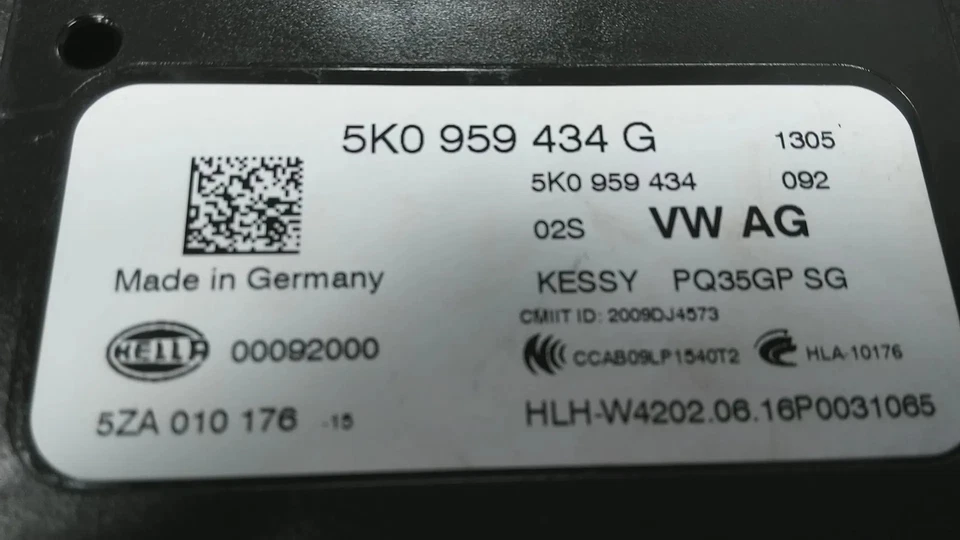 5K0 959 434 G 1305
5K0 959 434 092
02S VW AG
Made in Germany KESSY PQ35GP SG
CMIIT ID: 2009DJ4573
HELLA 00092000 CCAB09LP1540T2 HLA-10176
5ZA 010 176 -15 HLH-W4202.06.16P0031065